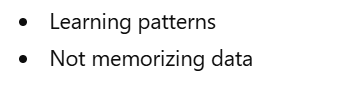 • Learning patterns
• Not memorizing data